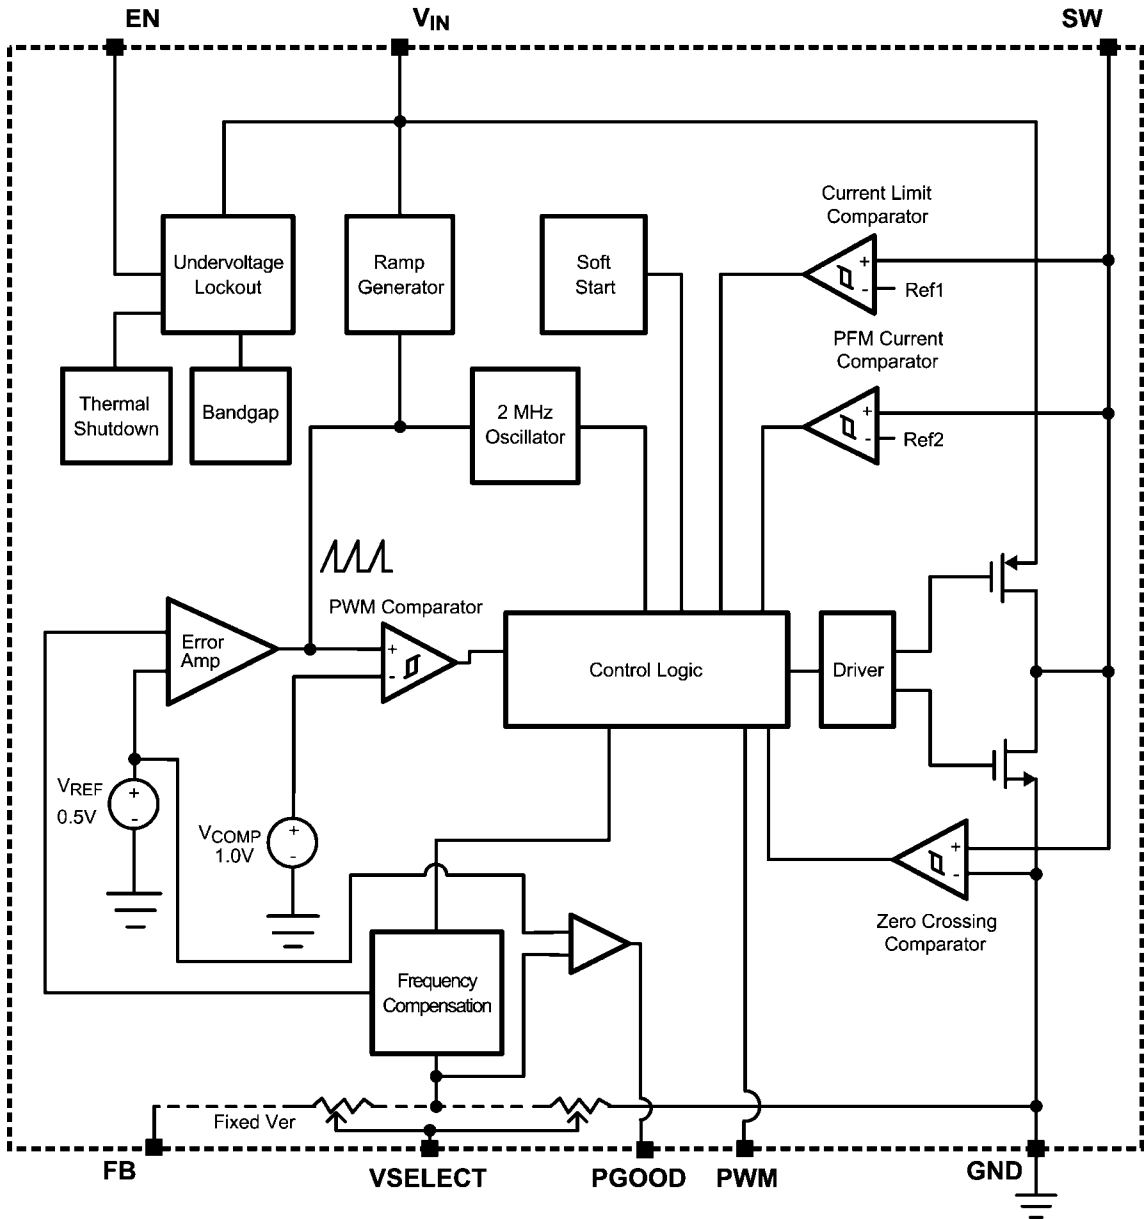 EN
VIN
SW
Current Limit
Comparator
Undervoltage
Lockout
Ramp
Generator
Soft
Start
+
-
Ref1
PFM Current
Comparator
Thermal
Shutdown
Bandgap
2 MHz
Oscillator
+
-
Ref2
PWM Comparator
Error
Amp
+
-
Control Logic
Driver
VREF
0.5V
+
-
VCOMP
1.0V
+
-
+
-
Zero Crossing
Comparator
Frequency
Compensation
Fixed Ver
FB
VSELECT
PGOOD
PWM
GND